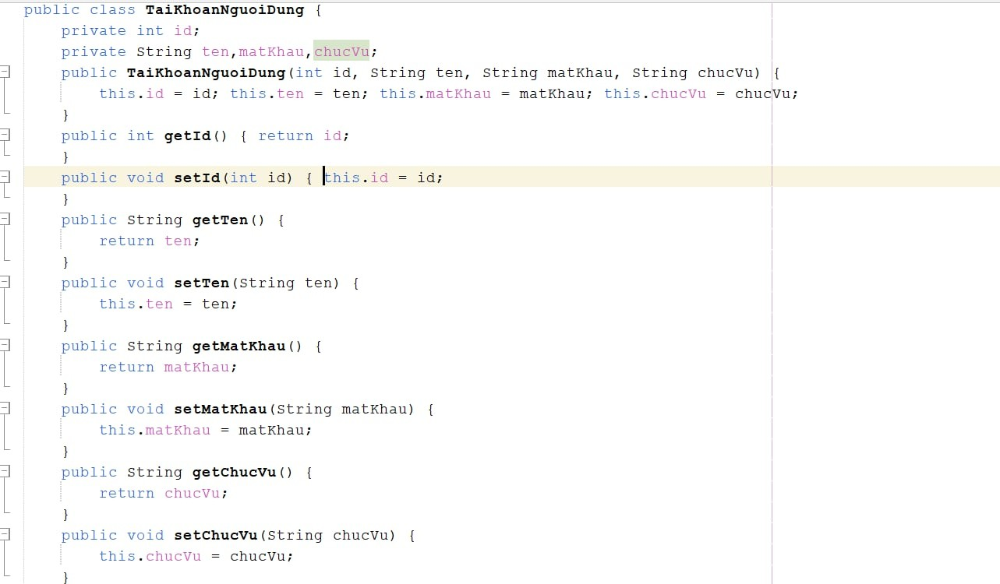 public class TaiKhoanNguoiDung {
    private int id;
    private String ten,matKhau,chucVu;
    public TaiKhoanNguoiDung(int id, String ten, String matKhau, String chucVu) {
        this.id = id; this.ten = ten; this.matKhau = matKhau; this.chucVu = chucVu;
    }
    public int getId() { return id;
    }
    public void setId(int id) { this.id = id;
    }
    public String getTen() {
        return ten;
    }
    public void setTen(String ten) {
        this.ten = ten;
    }
    public String getMatKhau() {
        return matKhau;
    }
    public void setMatKhau(String matKhau) {
        this.matKhau = matKhau;
    }
    public String getChucVu() {
        return chucVu;
    }
    public void setChucVu(String chucVu) {
        this.chucVu = chucVu;
    }